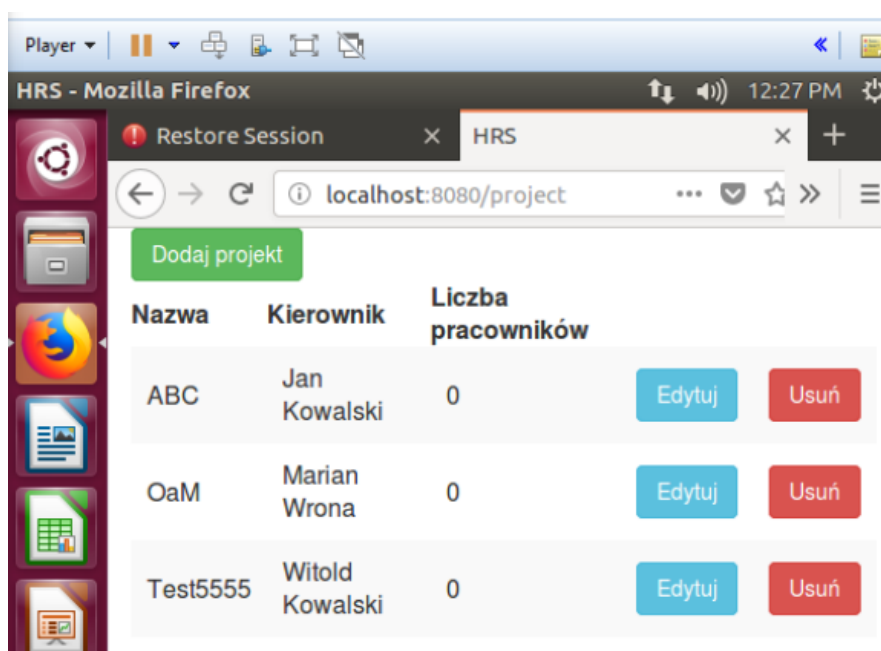 Player
HRS - Mozilla Firefox 12:27 PM
Restore Session HRS
localhost:8080/project
Dodaj projekt
Nazwa Kierownik Liczba pracowników
ABC Jan Kowalski 0 Edytuj Usuń
OaM Marian Wrona 0 Edytuj Usuń
Test5555 Witold Kowalski 0 Edytuj Usuń